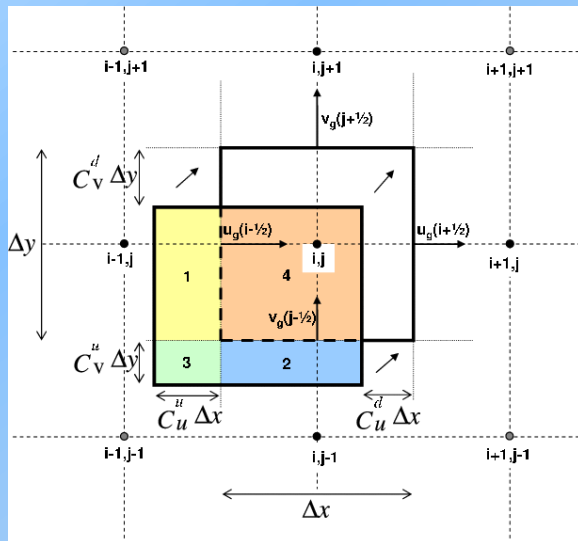 i-1,j+1 i,j+1 i+1,j+1
v_g(j+½)
C_v^d Δy
Δy
u_g(i-½) u_g(i+½)
i-1,j i,j i+1,j
1 4
v_g(j-½)
C_v^u Δy
3 2
C_u^u Δx C_u^d Δx
i-1,j-1 i,j-1 i+1,j-1
Δx